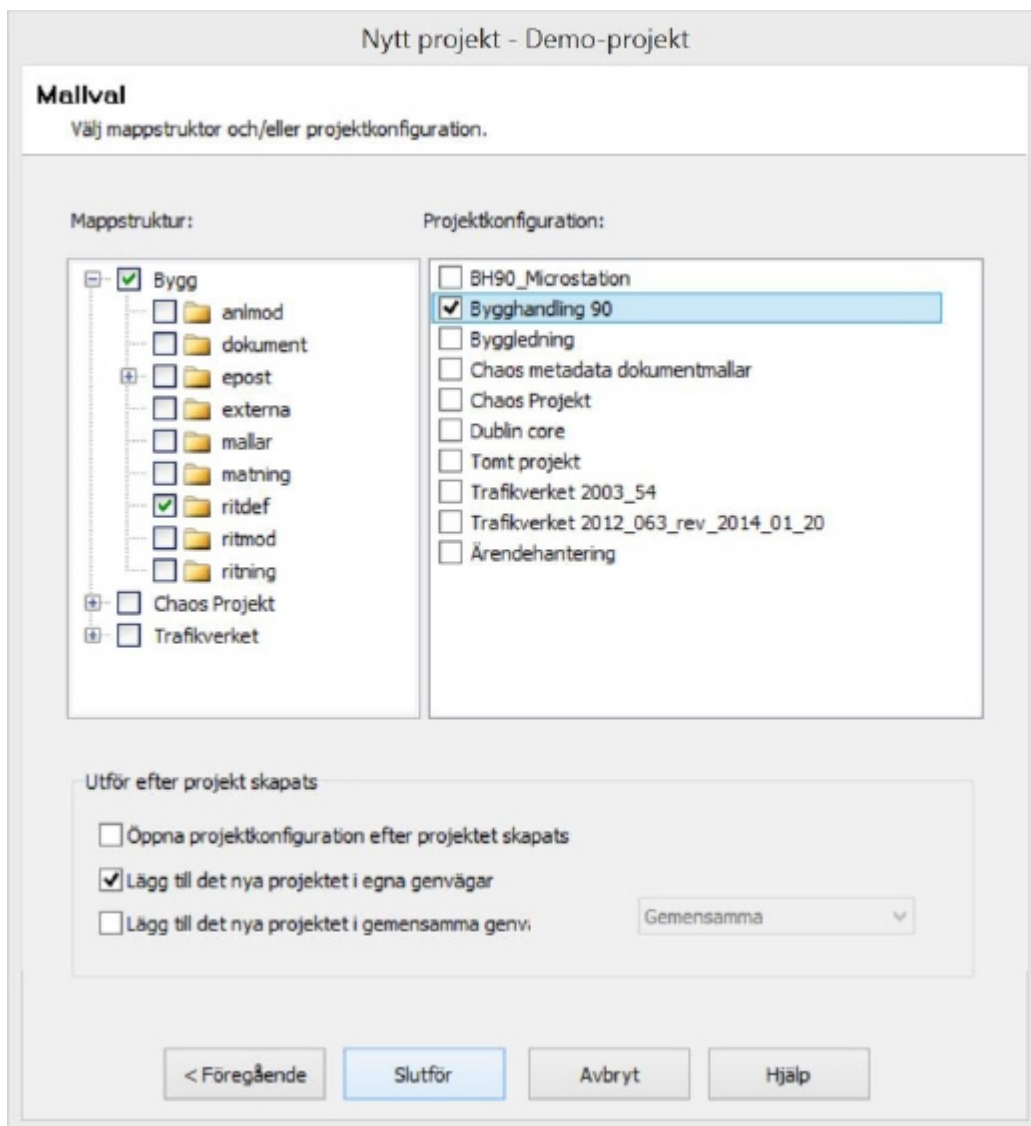 Nytt projekt - Demo-projekt
Mallval
Välj mappstruktor och/eller projektkonfiguration.
Mappstruktur:
Projektkonfiguration:
Bygg
anlmod
dokument
epost
externa
mallar
matning
ritdef
ritmod
ritning
Chaos Projekt
Trafikverket
BH90_Microstation
Bygghandling 90
Byggledning
Chaos metadata dokumentmallar
Chaos Projekt
Dublin core
Tomt projekt
Trafikverket 2003_54
Trafikverket 2012_063_rev_2014_01_20
Ärendehantering
Utför efter projekt skapats
Öppna projektkonfiguration efter projektet skapats
Lägg till det nya projektet i egna genvägar
Lägg till det nya projektet i gemensamma genvä
Gemensamma
< Föregående
Slutför
Avbryt
Hjälp